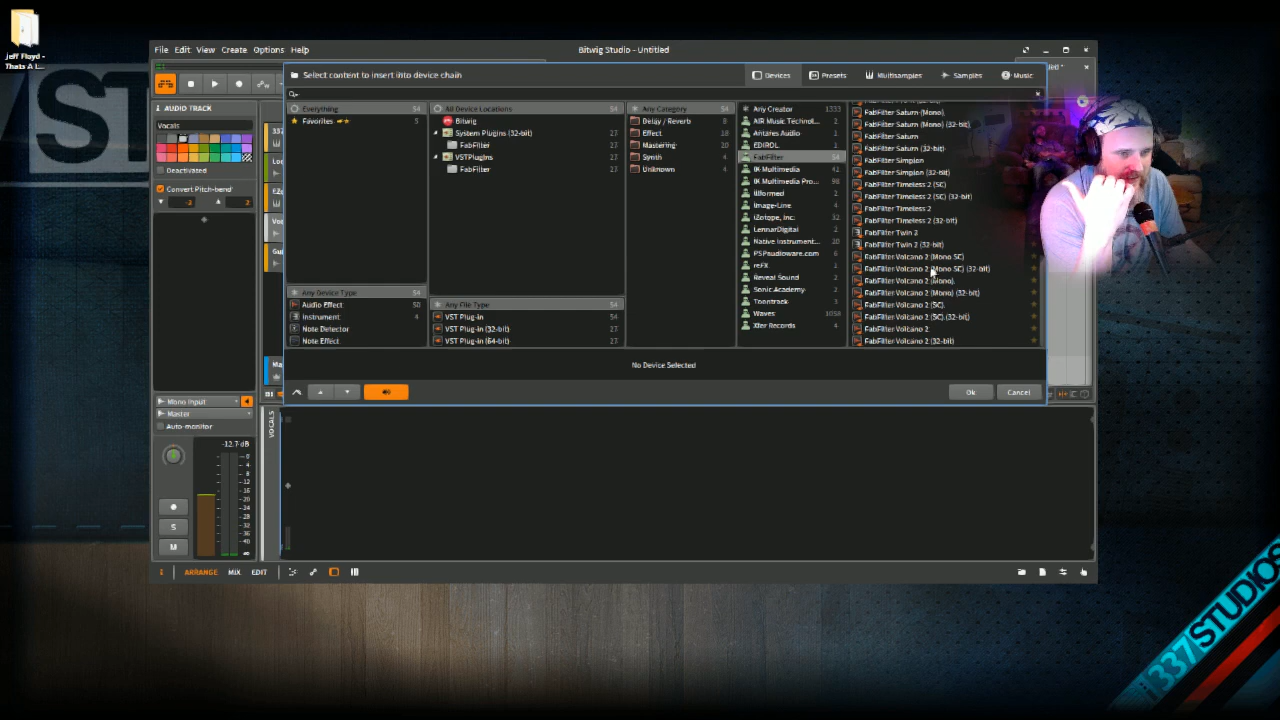 Jeff Floyd -
Thats A L...
File Edit View Create Options Help
Bitwig Studio - Untitled
Select content to insert into device chain
Devices
Presets
Multisamples
Samples
Music
AUDIO TRACK
Vocals
Deactivated
Convert Pitch-bend
-2
2
Everything 54
Favorites 5
Any Device Type 54
Audio Effect 50
Instrument 4
Note Detector
Note Effect
All Device Locations 54
Bitwig
System Plugins (32-bit) 27
FabFilter 27
VSTPlugIns 27
FabFilter 27
Any File Type 54
VST Plug-in 54
VST Plug-in (32-bit) 27
VST Plug-in (64-bit) 27
Any Category 54
Delay / Reverb 8
Effect 18
Mastering 20
Synth 4
Unknown 4
Any Creator 1333
AIR Music Technol... 2
Antares Audio 1
EDIROL 1
FabFilter 54
IK Multimedia 42
IK Multimedia Pro... 98
Illformed 2
Image-Line 4
iZotope, Inc. 32
LennarDigital 2
Native Instrument...
PSPaudioware.com 6
reFX 1
Reveal Sound 2
Sonic Academy 2
Toontrack 3
Waves 1058
Xfer Records 4
FabFilter Saturn (Mono)
FabFilter Saturn (Mono) (32-bit)
FabFilter Saturn
FabFilter Saturn (32-bit)
FabFilter Simplon
FabFilter Simplon (32-bit)
FabFilter Timeless 2 (SC)
FabFilter Timeless 2 (SC) (32-bit)
FabFilter Timeless 2
FabFilter Timeless 2 (32-bit)
FabFilter Twin 2
FabFilter Twin 2 (32-bit)
FabFilter Volcano 2 (Mono SC)
FabFilter Volcano 2 (Mono SC) (32-bit)
FabFilter Volcano 2 (Mono)
FabFilter Volcano 2 (Mono) (32-bit)
FabFilter Volcano 2 (SC)
FabFilter Volcano 2 (SC) (32-bit)
FabFilter Volcano 2
FabFilter Volcano 2 (32-bit)
No Device Selected
Ok
Cancel
Mono Input
Master
Auto-monitor
-12.7 dB
S
M
VOCALS
i ARRANGE MIX EDIT
1337STUDIOS